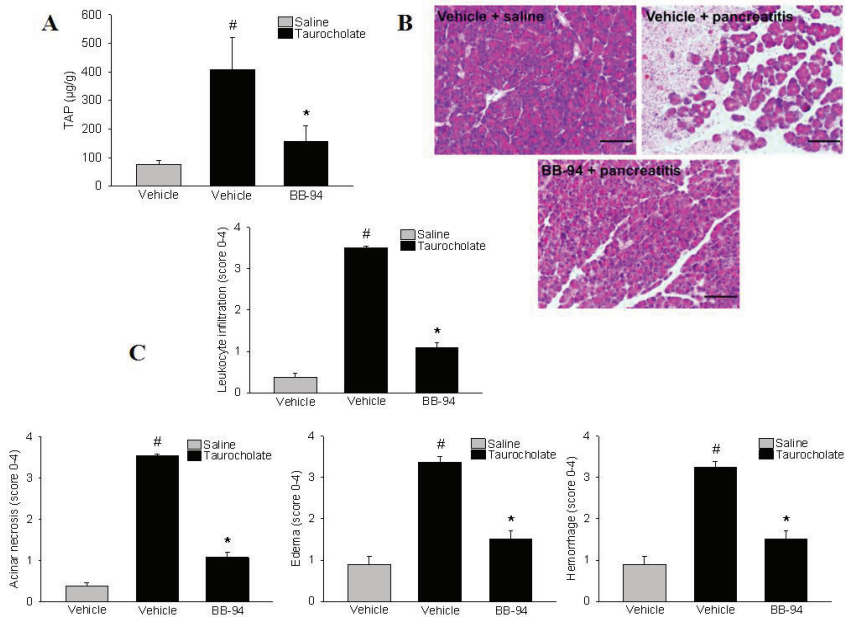 A
TAP (µg/g)
600
500
400
300
200
100
0
#
*
Saline
Taurocholate
Vehicle Vehicle BB-94
B
Vehicle + saline
Vehicle + pancreatitis
BB-94 + pancreatitis
C
Leukocyte infiltration (score 0-4)
4
3
2
1
0
#
*
Saline
Taurocholate
Vehicle Vehicle BB-94
Acinar necrosis (score 0-4)
4
3
2
1
0
#
*
Saline
Taurocholate
Vehicle Vehicle BB-94
Edema (score 0-4)
4
3
2
1
0
#
*
Saline
Taurocholate
Vehicle Vehicle BB-94
Hemorrhage (score 0-4)
4
3
2
1
0
#
*
Saline
Taurocholate
Vehicle Vehicle BB-94